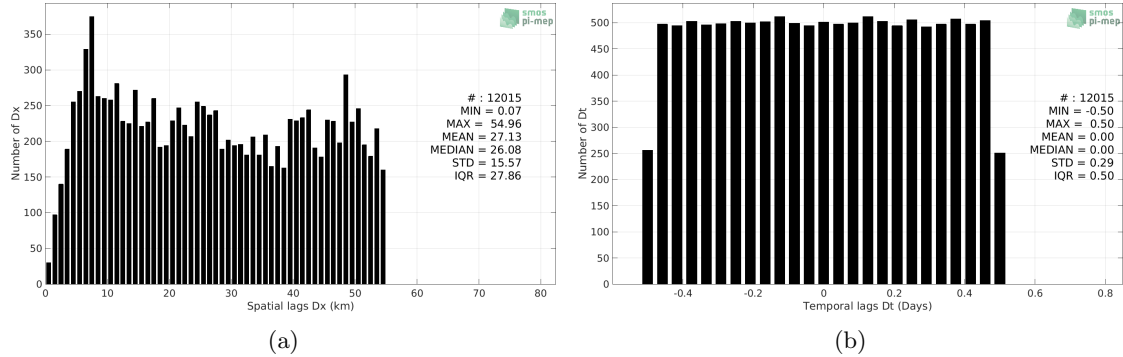 smos
pi-mep
Number of Dx
350
300
250
200
150
100
50
0
# : 12015
MIN = 0.07
MAX = 54.96
MEAN = 27.13
MEDIAN = 26.08
STD = 15.57
IQR = 27.86
0 10 20 30 40 50 60 70 80
Spatial lags Dx (km)
(a)
smos
pi-mep
Number of Dt
500
450
400
350
300
250
200
150
100
50
0
# : 12015
MIN = -0.50
MAX = 0.50
MEAN = 0.00
MEDIAN = 0.00
STD = 0.29
IQR = 0.50
-0.4 -0.2 0 0.2 0.4 0.6 0.8
Temporal lags Dt (Days)
(b)